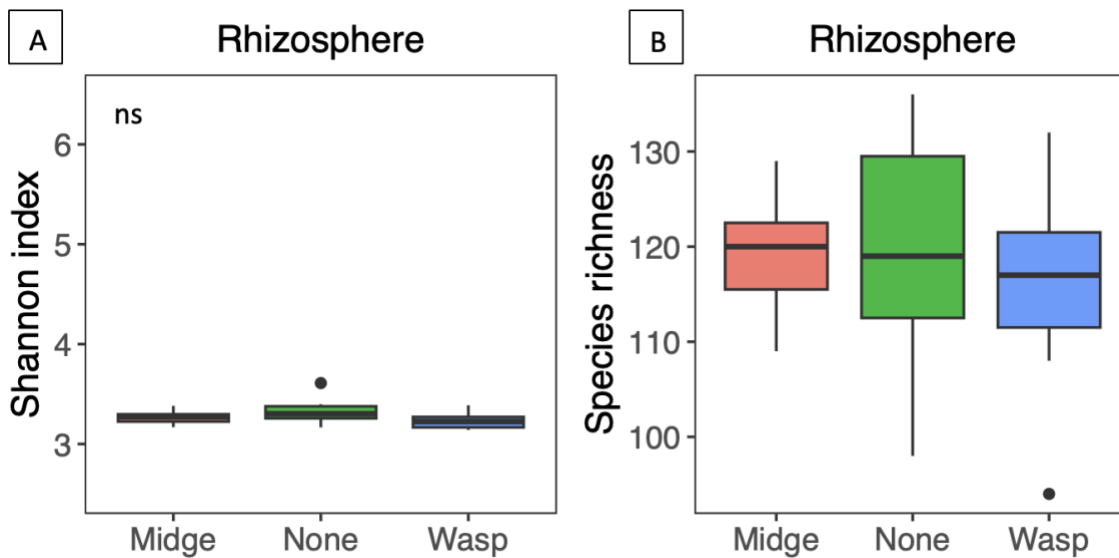 A
Rhizosphere
ns
Shannon index
6
5
4
3
Midge None Wasp
B
Rhizosphere
Species richness
130
120
110
100
Midge None Wasp